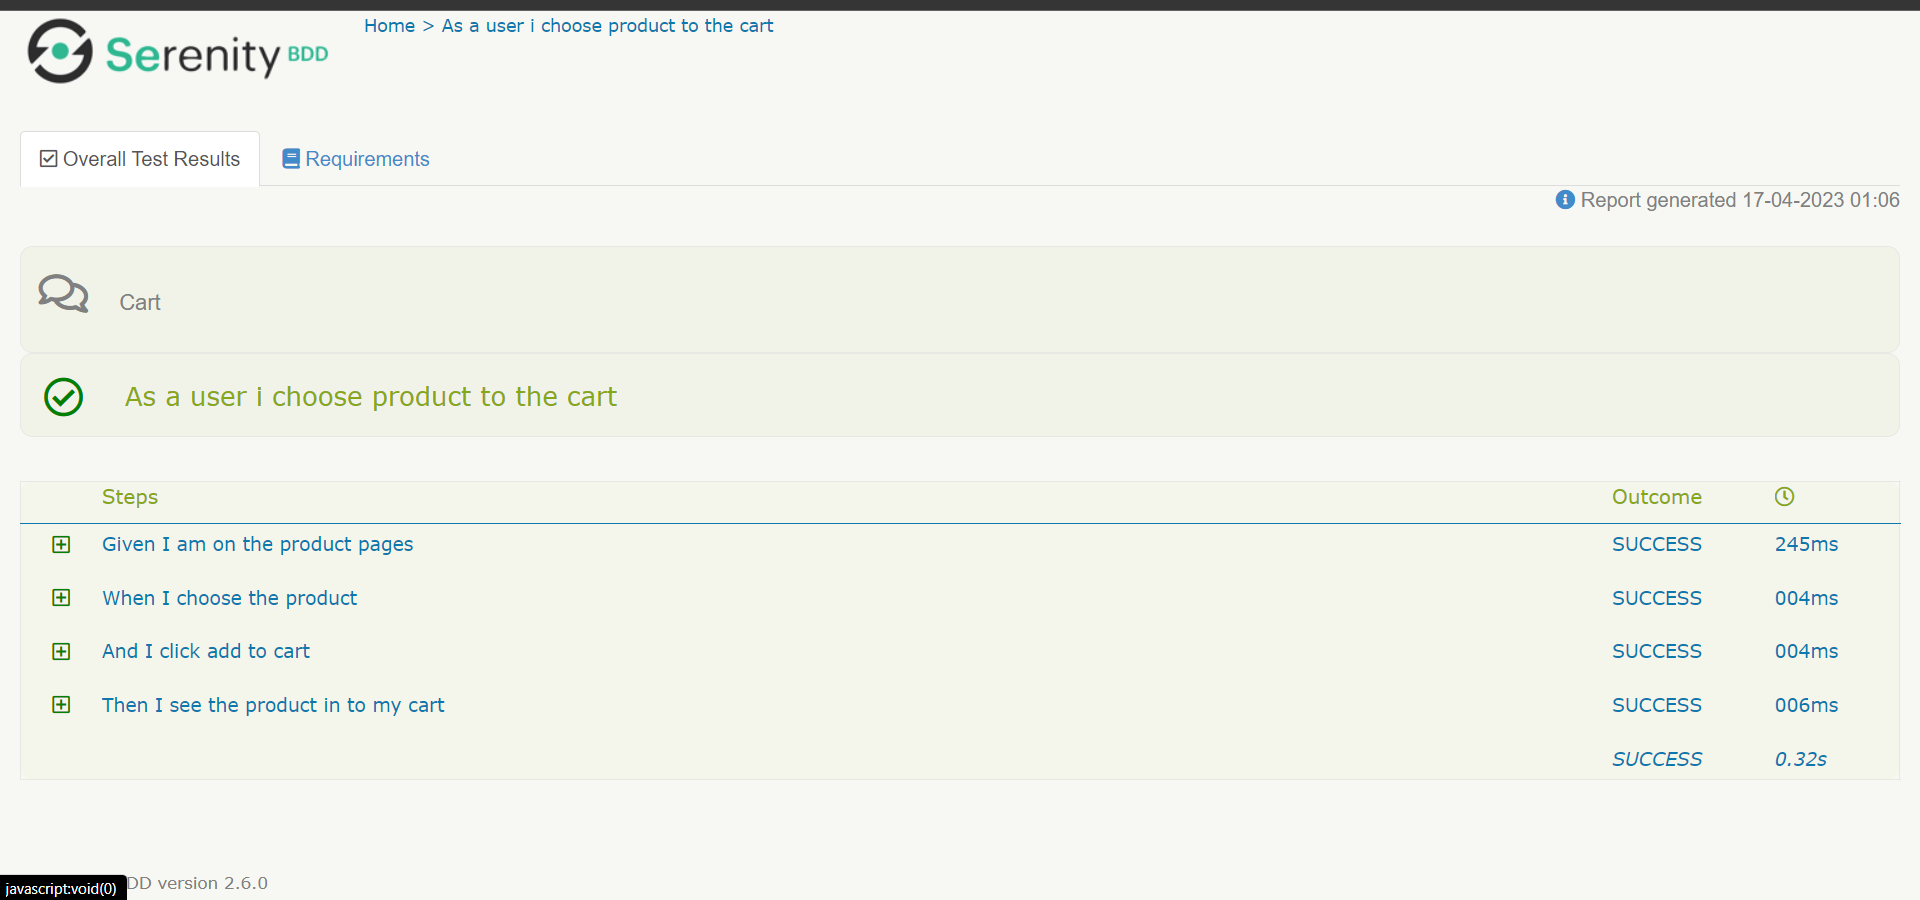 Home > As a user i choose product to the cart
Serenity BDD
Overall Test Results
Requirements
Report generated 17-04-2023 01:06
Cart
As a user i choose product to the cart
Steps Outcome
Given I am on the product pages SUCCESS 245ms
When I choose the product SUCCESS 004ms
And I click add to cart SUCCESS 004ms
Then I see the product in to my cart SUCCESS 006ms
SUCCESS 0.32s
DD version 2.6.0
javascript:void(0)